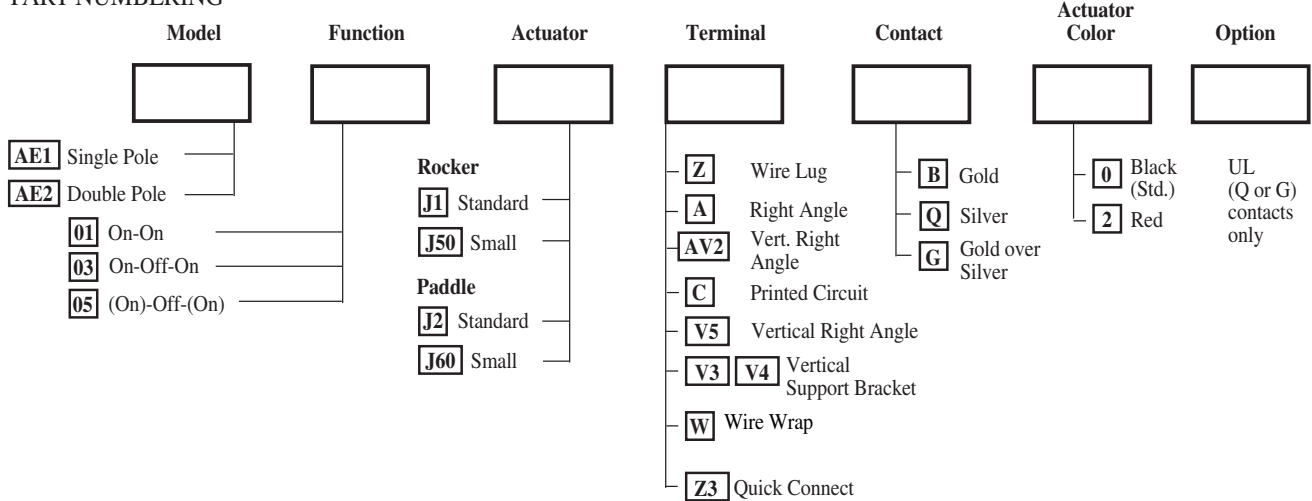 PART NUMBERING
Model Function Actuator Terminal Contact Actuator Color Option
AE1 Single Pole
AE2 Double Pole
01 On-On
03 On-Off-On
05 (On)-Off-(On)
Rocker
J1 Standard
J50 Small
Paddle
J2 Standard
J60 Small
Z Wire Lug
A Right Angle
AV2 Vert. Right
Angle
C Printed Circuit
V5 Vertical Right Angle
V3 V4 Vertical
Support Bracket
W Wire Wrap
Z3 Quick Connect
B Gold
Q Silver
G Gold over
Silver
0 Black
(Std.)
2 Red
UL
(Q or G)
contacts
only